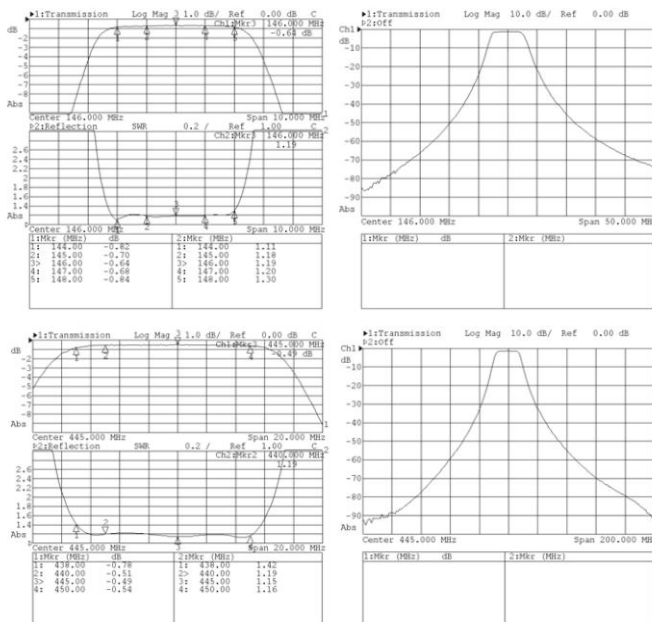 ▶1:Transmission Log Mag 1.0 dB/ Ref 0.00 dB C
Ch1:Mkr3 146.000 MHz
-0.64 dB
dB
-2
-4
-5
-6
-7
-8
Abs
Center 146.000 MHz Span 10.000 MHz
▷2:Reflection SWR 0.2 / Ref 1.00 C
Ch2:Mkr3 146.000 MHz
1.19
2.6
2.4
2.2
2
1.8
1.6
1.4
Abs
Center 146.000 MHz Span 10.000 MHz
1:Mkr (MHz) dB 2:Mkr (MHz)
1: 144.00 -0.82 1: 144.00 1.11
2: 145.00 -0.70 2: 145.00 1.18
3> 146.00 -0.64 3> 146.00 1.19
4: 147.00 -0.68 4: 147.00 1.20
5: 148.00 -0.84 5: 148.00 1.30
▶1:Transmission Log Mag 10.0 dB/ Ref 0.00 dB
▷2:Off
Ch1
dB
-10
-20
-30
-40
-50
-60
-70
-80
-90
Abs
Center 146.000 MHz Span 50.000 MHz
1:Mkr (MHz) dB 2:Mkr (MHz)
▶1:Transmission Log Mag 1.0 dB/ Ref 0.00 dB C
Ch1:Mkr3 445.000 MHz
-0.49 dB
dB
-2
-4
-5
-6
-8
Abs
Center 445.000 MHz Span 20.000 MHz
▷2:Reflection SWR 0.2 / Ref 1.00 C
Ch2:Mkr2 440.000 MHz
1.19
2.6
2.4
2.2
2
1.8
1.6
1.4
Abs
Center 445.000 MHz Span 20.000 MHz
1:Mkr (MHz) dB 2:Mkr (MHz)
1: 438.00 -0.78 1: 438.00 1.42
2: 440.00 -0.51 2> 440.00 1.19
3> 445.00 -0.49 3: 445.00 1.15
4: 450.00 -0.54 4: 450.00 1.16
▶1:Transmission Log Mag 10.0 dB/ Ref 0.00 dB
▷2:Off
Ch1
dB
-10
-20
-30
-40
-50
-60
-70
-80
-90
Abs
Center 445.000 MHz Span 200.000 MHz
1:Mkr (MHz) dB 2:Mkr (MHz)